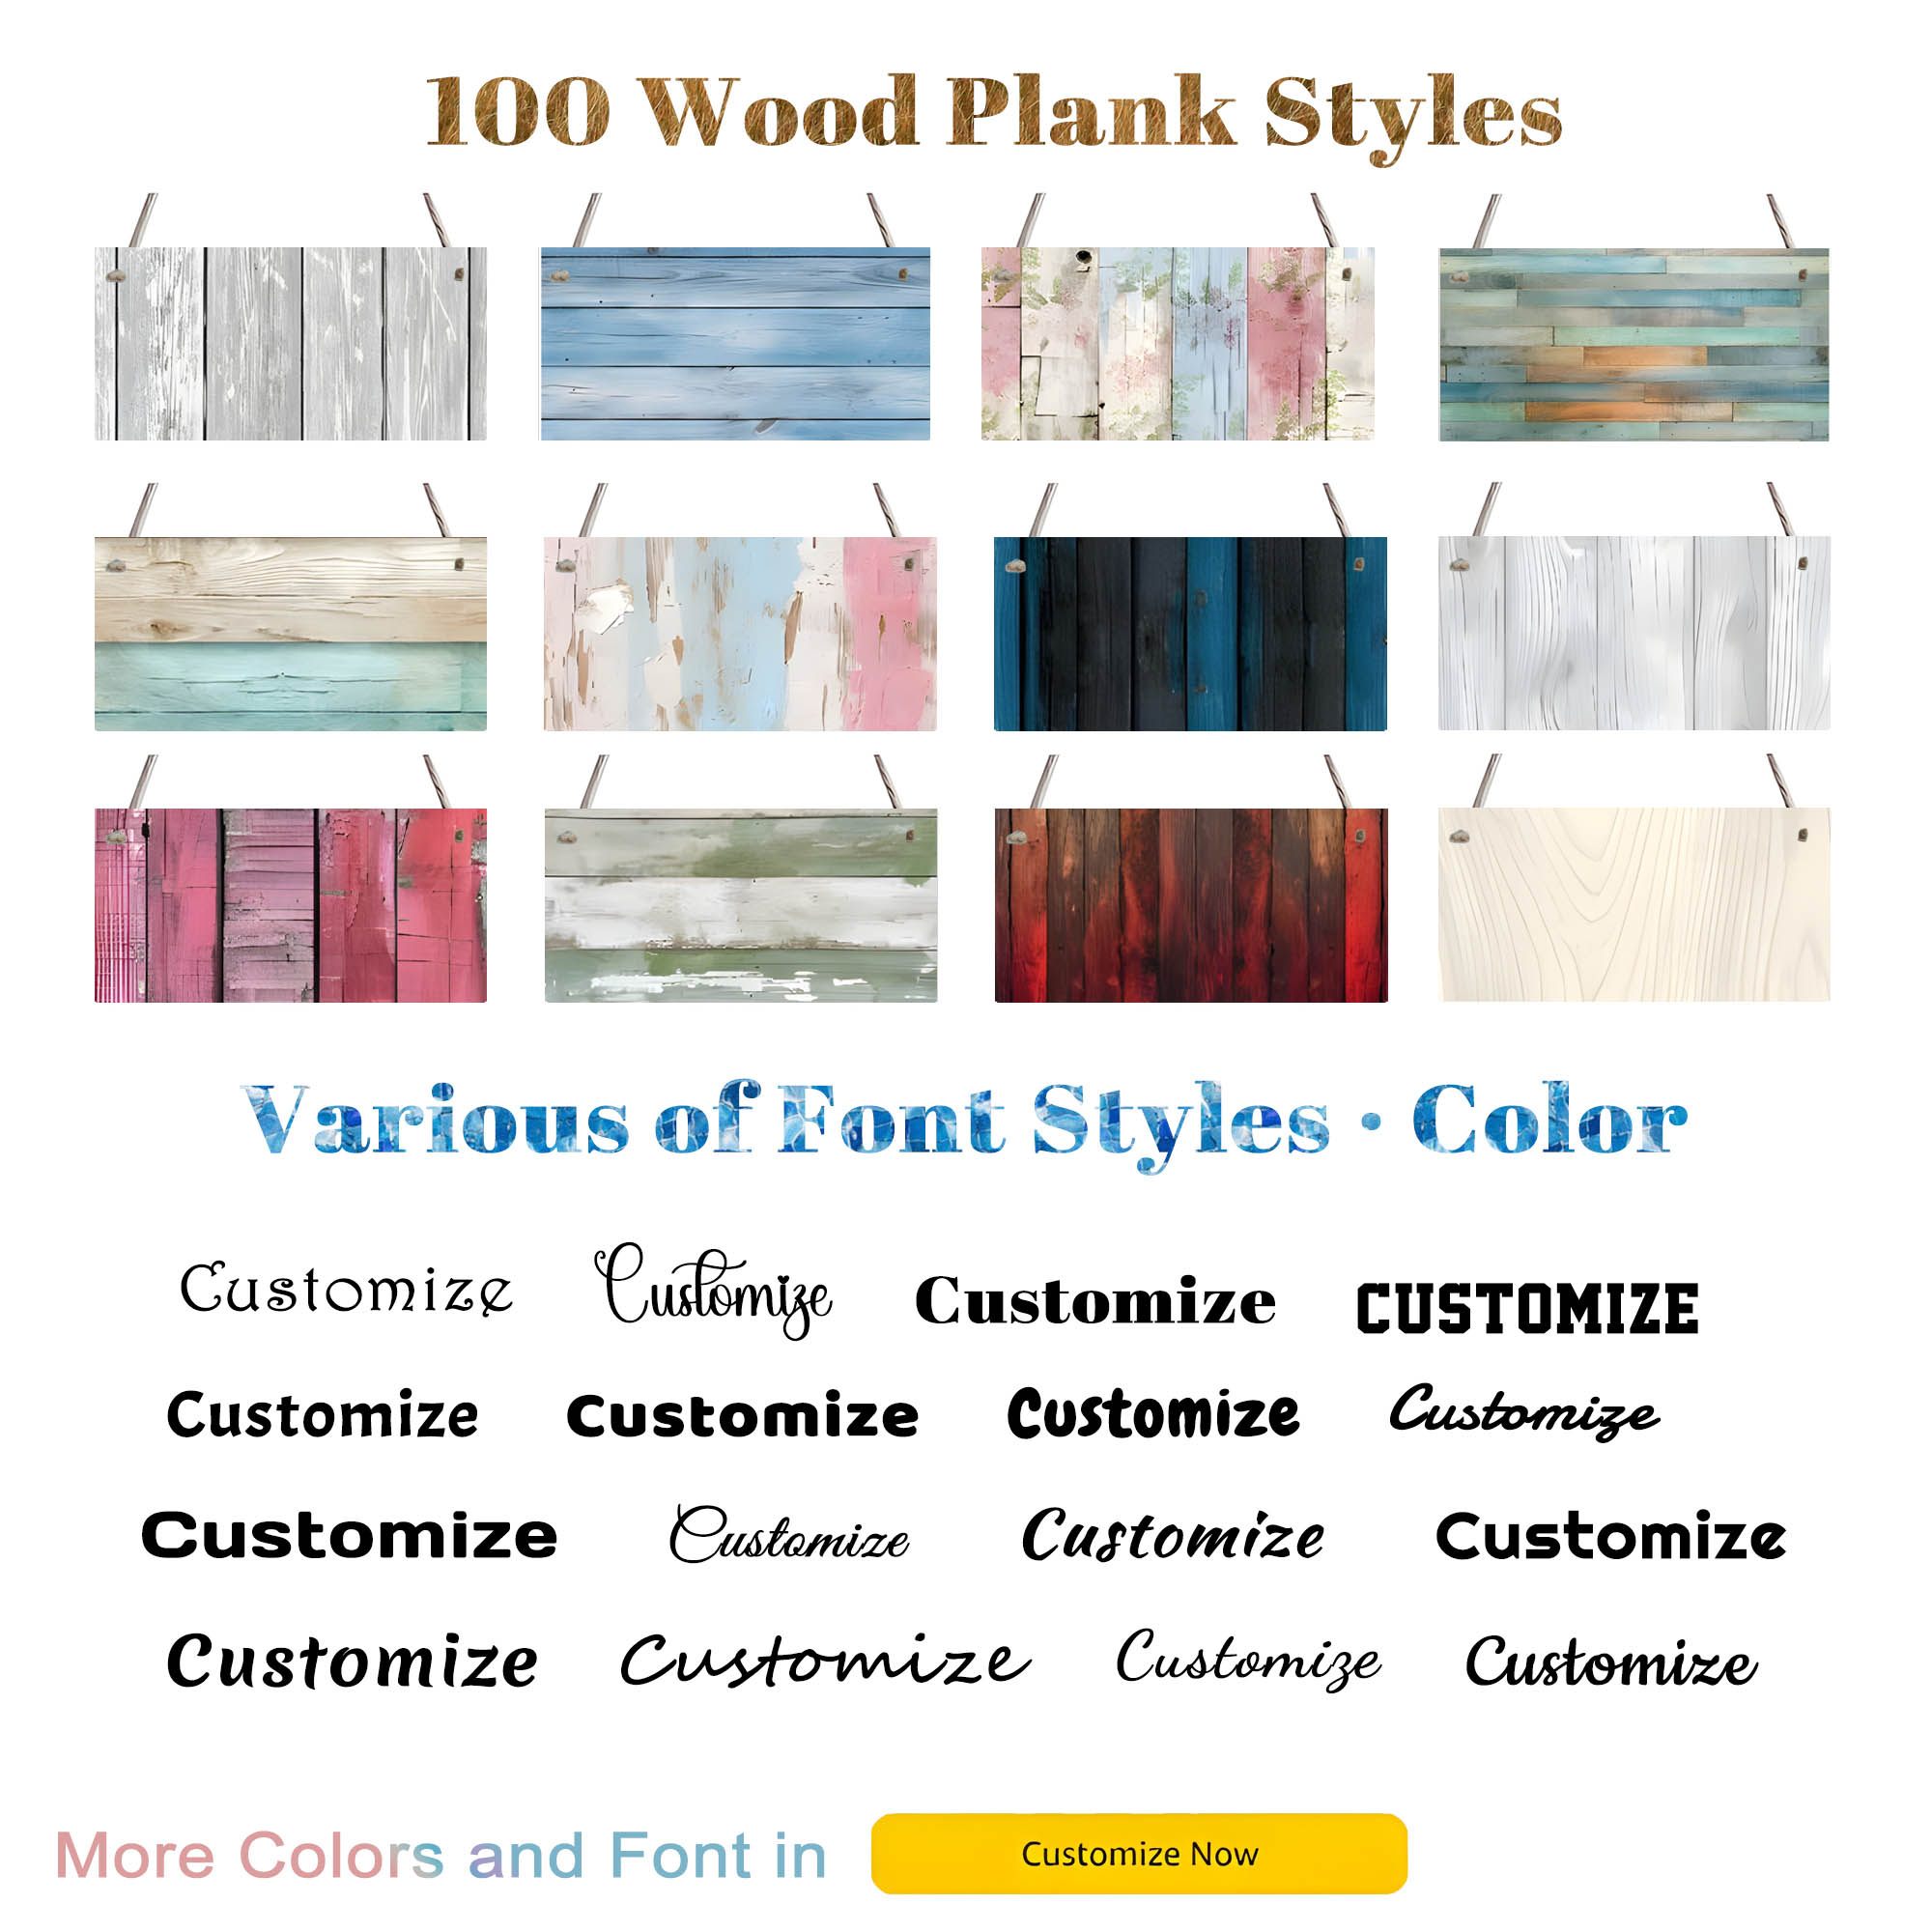 100 Wood Plank Styles
Various of Font Styles · Color
Customize Customize Customize CUSTOMIZE
Customize Customize Customize Customize
Customize Customize Customize Customize
Customize Customize Customize Customize
More Colors and Font in Customize Now